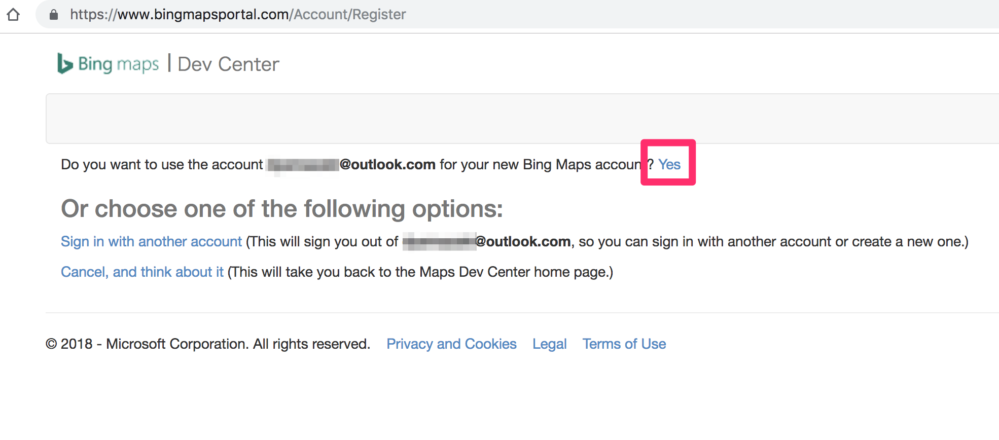 https://www.bingmapsportal.com/Account/Register
Bing maps | Dev Center
Do you want to use the account @outlook.com for your new Bing Maps accoun? Yes
Or choose one of the following options:
Sign in with another account (This will sign you out of @outlook.com, so you can sign in with another account or create a new one.)
Cancel, and think about it (This will take you back to the Maps Dev Center home page.)
© 2018 - Microsoft Corporation. All rights reserved. Privacy and Cookies Legal Terms of Use